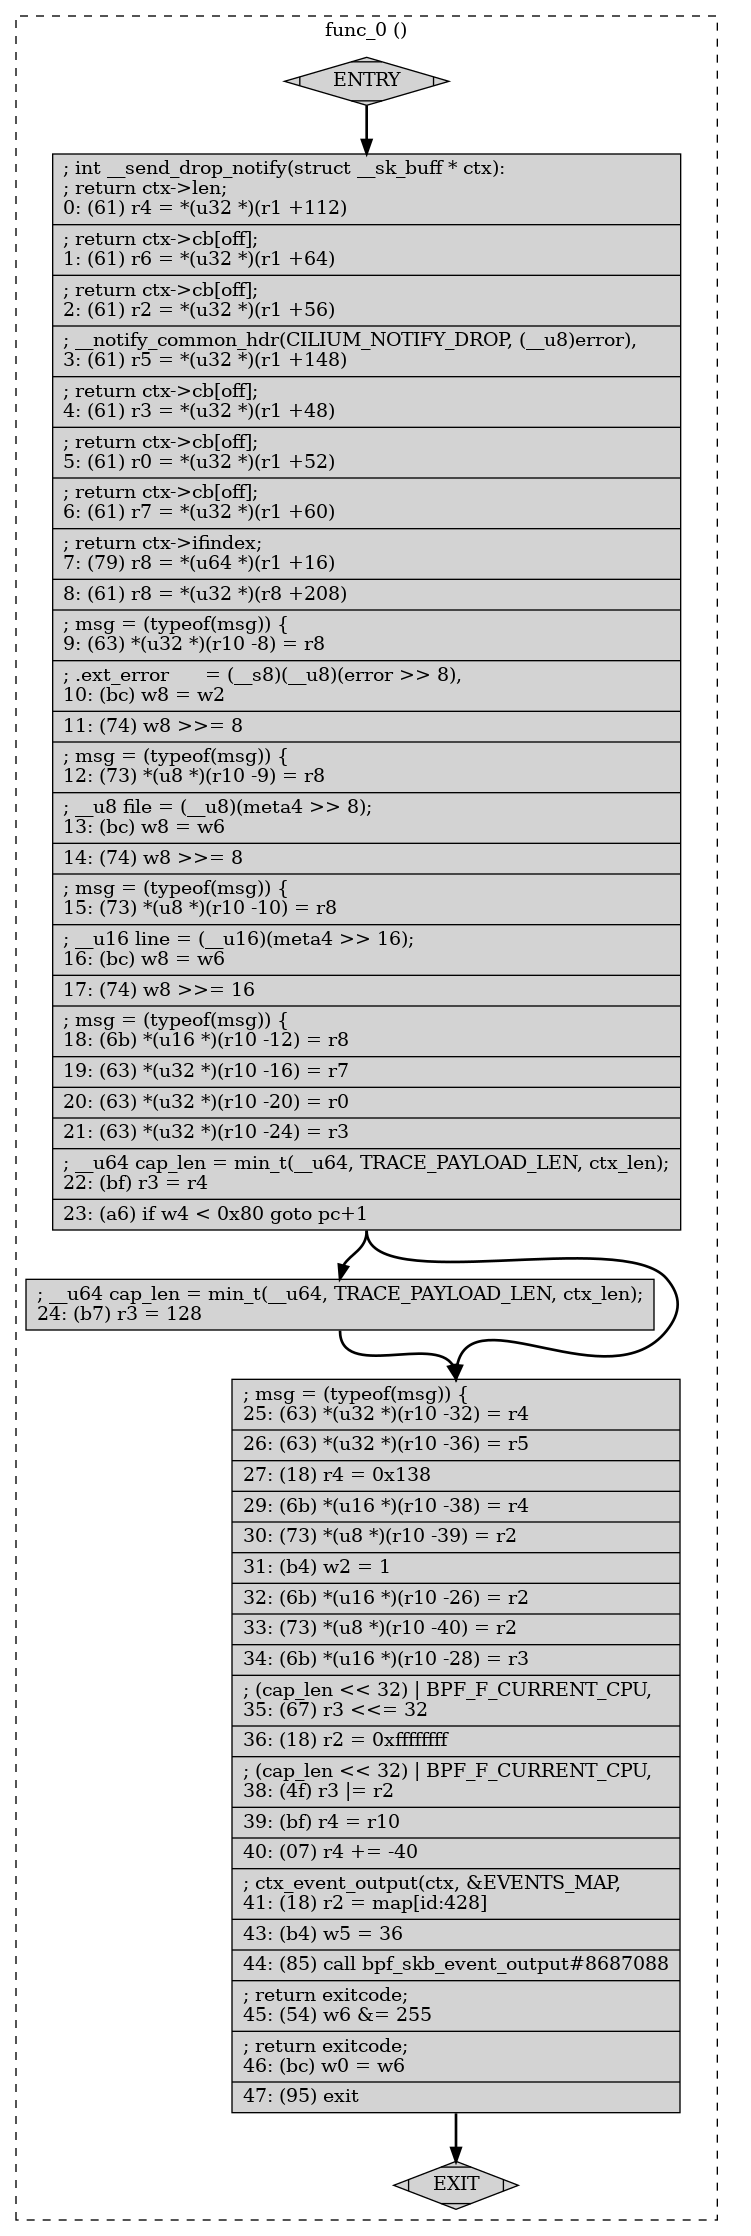 func_0 ()
ENTRY
; int __send_drop_notify(struct __sk_buff * ctx):
; return ctx->len;
0: (61) r4 = *(u32 *)(r1 +112)
; return ctx->cb[off];
1: (61) r6 = *(u32 *)(r1 +64)
; return ctx->cb[off];
2: (61) r2 = *(u32 *)(r1 +56)
; __notify_common_hdr(CILIUM_NOTIFY_DROP, (__u8)error),
3: (61) r5 = *(u32 *)(r1 +148)
; return ctx->cb[off];
4: (61) r3 = *(u32 *)(r1 +48)
; return ctx->cb[off];
5: (61) r0 = *(u32 *)(r1 +52)
; return ctx->cb[off];
6: (61) r7 = *(u32 *)(r1 +60)
; return ctx->ifindex;
7: (79) r8 = *(u64 *)(r1 +16)
8: (61) r8 = *(u32 *)(r8 +208)
; msg = (typeof(msg)) {
9: (63) *(u32 *)(r10 -8) = r8
; .ext_error      = (__s8)(__u8)(error >> 8),
10: (bc) w8 = w2
11: (74) w8 >>= 8
; msg = (typeof(msg)) {
12: (73) *(u8 *)(r10 -9) = r8
; __u8 file = (__u8)(meta4 >> 8);
13: (bc) w8 = w6
14: (74) w8 >>= 8
; msg = (typeof(msg)) {
15: (73) *(u8 *)(r10 -10) = r8
; __u16 line = (__u16)(meta4 >> 16);
16: (bc) w8 = w6
17: (74) w8 >>= 16
; msg = (typeof(msg)) {
18: (6b) *(u16 *)(r10 -12) = r8
19: (63) *(u32 *)(r10 -16) = r7
20: (63) *(u32 *)(r10 -20) = r0
21: (63) *(u32 *)(r10 -24) = r3
; __u64 cap_len = min_t(__u64, TRACE_PAYLOAD_LEN, ctx_len);
22: (bf) r3 = r4
23: (a6) if w4 < 0x80 goto pc+1
; __u64 cap_len = min_t(__u64, TRACE_PAYLOAD_LEN, ctx_len);
24: (b7) r3 = 128
; msg = (typeof(msg)) {
25: (63) *(u32 *)(r10 -32) = r4
26: (63) *(u32 *)(r10 -36) = r5
27: (18) r4 = 0x138
29: (6b) *(u16 *)(r10 -38) = r4
30: (73) *(u8 *)(r10 -39) = r2
31: (b4) w2 = 1
32: (6b) *(u16 *)(r10 -26) = r2
33: (73) *(u8 *)(r10 -40) = r2
34: (6b) *(u16 *)(r10 -28) = r3
; (cap_len << 32) | BPF_F_CURRENT_CPU,
35: (67) r3 <<= 32
36: (18) r2 = 0xffffffff
; (cap_len << 32) | BPF_F_CURRENT_CPU,
38: (4f) r3 |= r2
39: (bf) r4 = r10
40: (07) r4 += -40
; ctx_event_output(ctx, &EVENTS_MAP,
41: (18) r2 = map[id:428]
43: (b4) w5 = 36
44: (85) call bpf_skb_event_output#8687088
; return exitcode;
45: (54) w6 &= 255
; return exitcode;
46: (bc) w0 = w6
47: (95) exit
EXIT